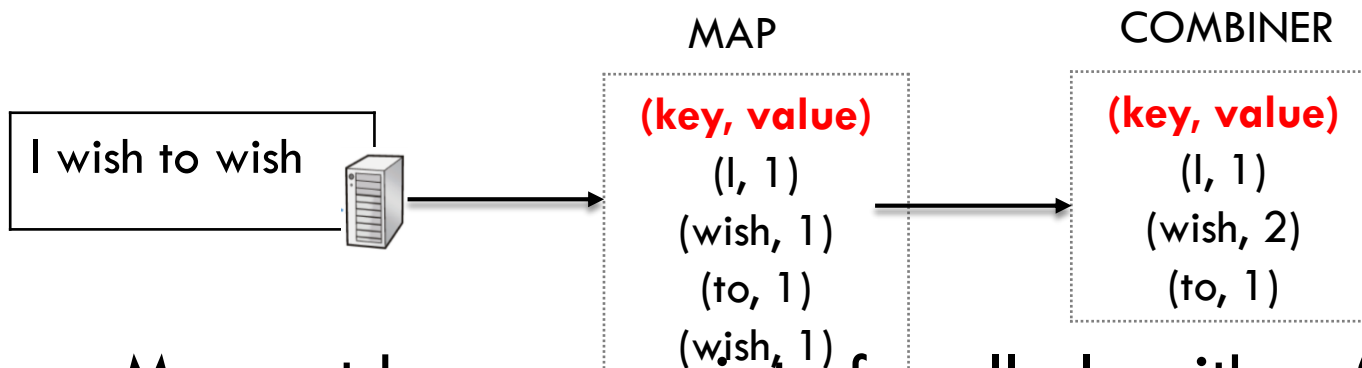 MAP
COMBINER
I wish to wish
(key, value)
(I, 1)
(wish, 1)
(to, 1)
(wish, 1)
(key, value)
(I, 1)
(wish, 2)
(to, 1)